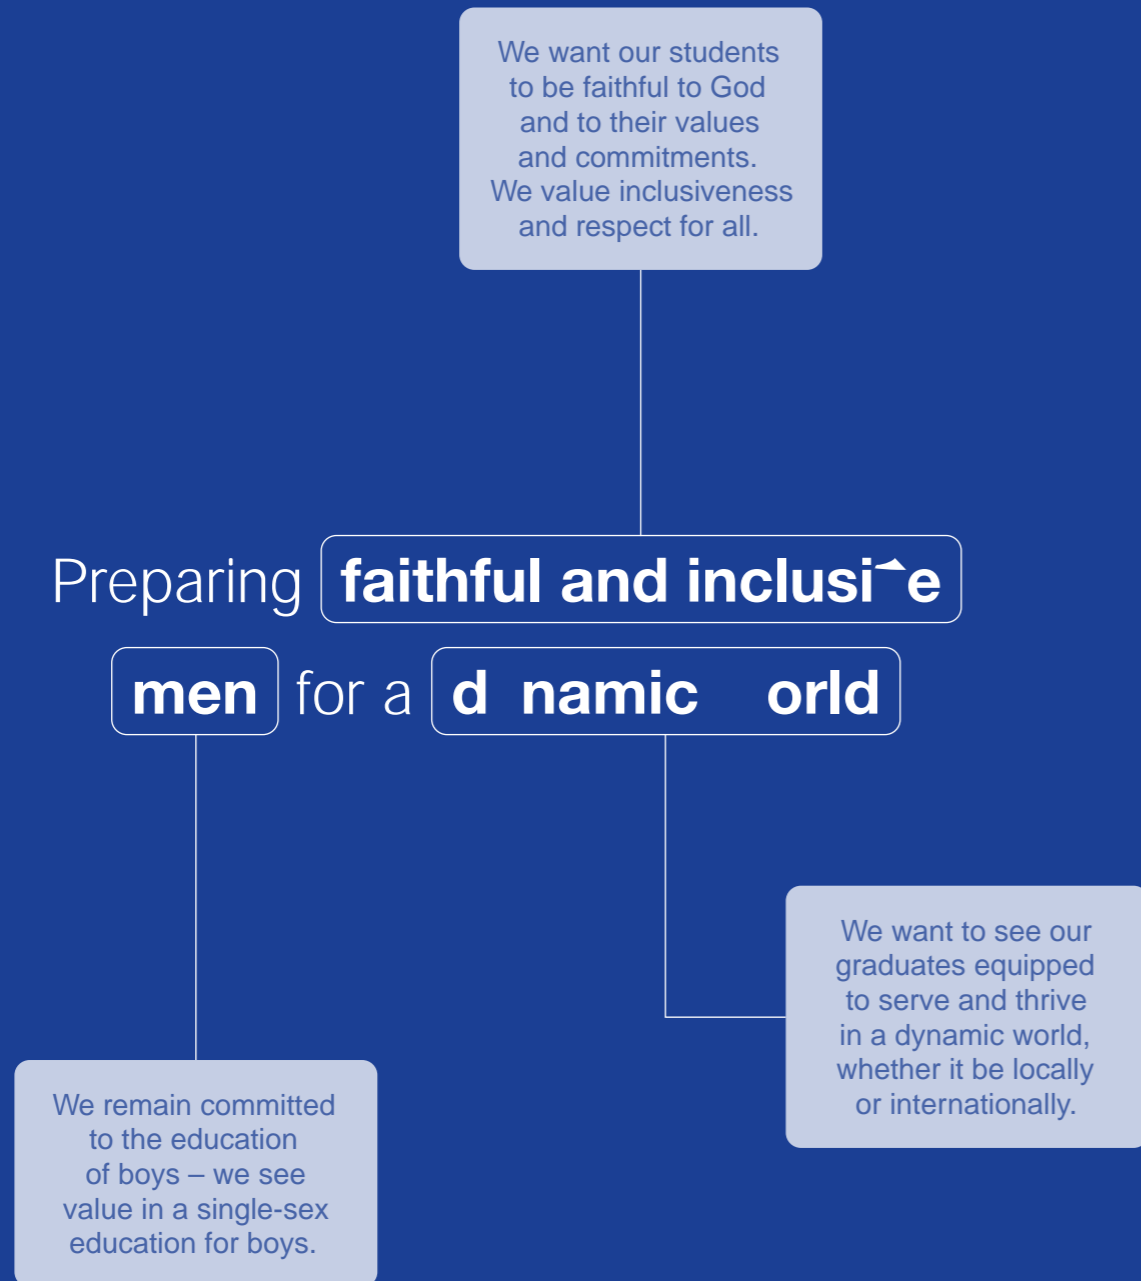 We want our students
to be faithful to God
and to their values
and commitments.
We value inclusiveness
and respect for all.
Preparing faithful and inclusi e
men for a d namic orld
We want to see our
graduates equipped
to serve and thrive
in a dynamic world,
whether it be locally
or internationally.
We remain committed
to the education
of boys – we see
value in a single-sex
education for boys.